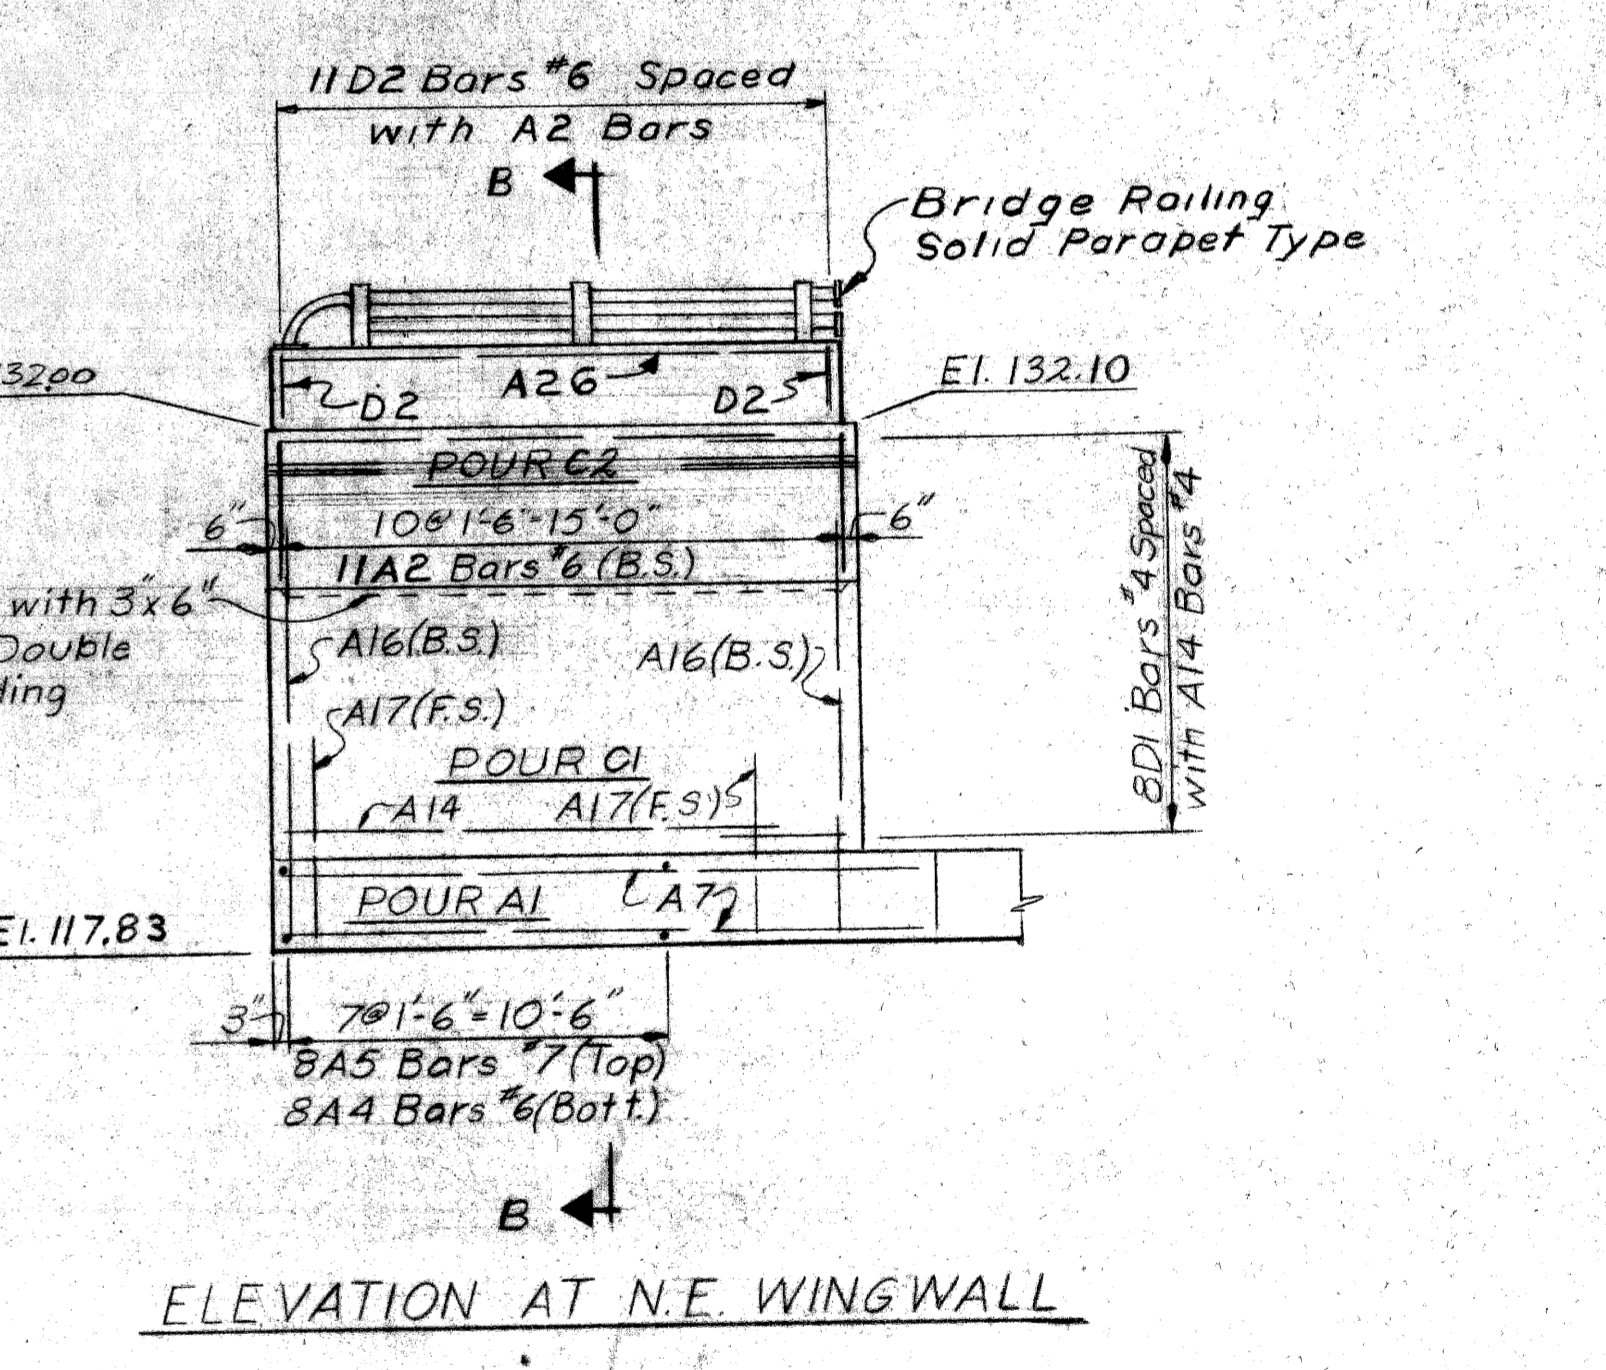 11 D2 Bars #6 Spaced
with A2 Bars
B
Bridge Railing
Solid Parapet Type
32.00
A26
D2
D2
El. 132.10
POUR C2
6"
10@1'-6"=15'-0"
6"
11A2 Bars #6 (B.S.)
with 3"x6"
Double
ding
A16(B.S.)
A16(B.S.)
A17(F.S.)
8D1 Bars #4 Spaced
with A14 Bars #4
POUR C1
A14
A17(F.S.)
POUR A1
A7
El. 117.83
3"
7@1'-6"=10'-6"
8A5 Bars #7(Top)
8A4 Bars #6(Bott.)
B
ELEVATION AT N.E. WINGWALL